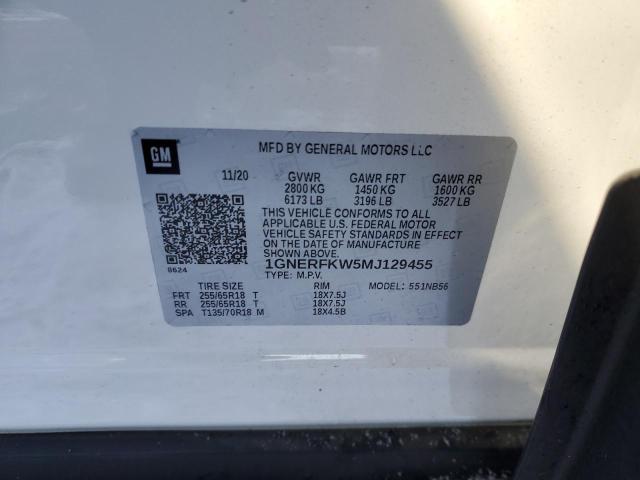 GM
MFD BY GENERAL MOTORS LLC
11/20 GVWR GAWR FRT GAWR RR
2800 KG 1450 KG 1600 KG
6173 LB 3196 LB 3527 LB
THIS VEHICLE CONFORMS TO ALL
APPLICABLE U.S. FEDERAL MOTOR
VEHICLE SAFETY STANDARDS IN EFFECT
ON THE DATE OF MANUFACTURE
SHOWN ABOVE.
8624 1GNERFKW5MJ129455
TYPE: M.P.V.
TIRE SIZE RIM MODEL: 551NB56
FRT 255/65R18 T 18X7.5J
RR 255/65R18 T 18X7.5J
SPA T135/70R18 M 18X4.5B